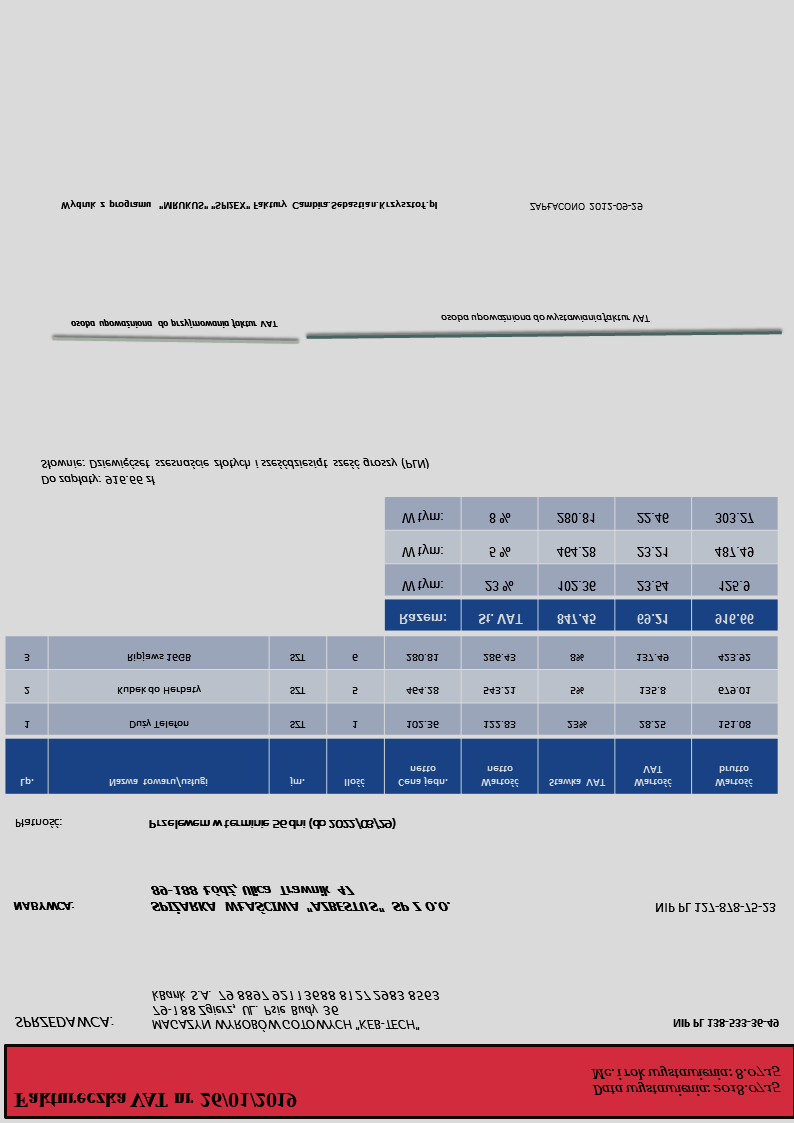 Faktureczka VAT nr 26/01/2019
Data wystawienia: 2018.07.15
Mc. i rok wystawienia: 8.07.15
SPRZEDAWCA: MAGAZYN WYROBÓW GOTOWYCH "KEB-TECH" NIP PL 138-533-36-49
79-188 Zgierz, UL. Psie Budy 36
kBank S.A. 79 8897 9211 3688 8127 2983 8563
NABYWCA: SPIŻARKA WŁAŚCIWA "AZBESTUS" SP Z O.O. NIP PL 127-878-75-23
89-188 Łódź, Ulica Trawnik 47
Płatność: Przelewem w terminie 56 dni (do 2022/03/29)
Lp. Nazwa towaru/usługi jm. Ilość Cena jedn. netto Wartość netto Stawka VAT Wartość VAT Wartość brutto
1 Duży Telefon SZT 1 102.36 122.83 23% 28.25 151.08
2 Kubek do Herbaty SZT 5 464.28 543.21 5% 135.8 679.01
3 Ripjaws 16GB SZT 6 280.81 286.43 8% 137.49 423.92
Razem: St. VAT 847.45 69.21 916.66
W tym: 23 % 102.36 23.54 125.9
W tym: 5 % 464.28 23.21 487.49
W tym: 8 % 280.81 22.46 303.27
Do zapłaty: 916.66 zł
Słownie: Dziewięćset szesnaście złotych i sześćdziesiąt sześć groszy (PLN)
osoba upoważniona do przyjmowania faktur VAT
osoba upoważniona do wystawiania faktur VAT
Wydruk z programu "MRUKUS" "SPIżEX" Faktury Cambria.Sebastian.Krzysztof.pl
ZAPŁACONO 2012-09-29